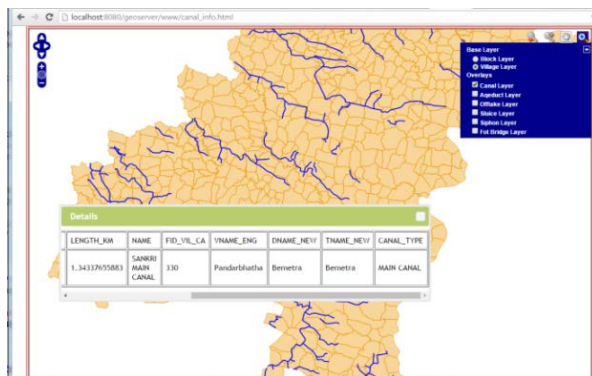 localhost:8080/geoserver/www/canal_info.html
Base Layer
Block Layer
Village Layer
Overlays
Canal Layer
Aqeduct Layer
Offtake Layer
Sluice Layer
Siphon Layer
Fut Bridge Layer
Details
LENGTH_KM NAME FID_VIL_CA VNAME_ENG DNAME_NEW TNAME_NEW CANAL_TYPE
1.34337655883 SANKRI MAIN CANAL 330 Pandarbhatha Bemetra Bemetra MAIN CANAL